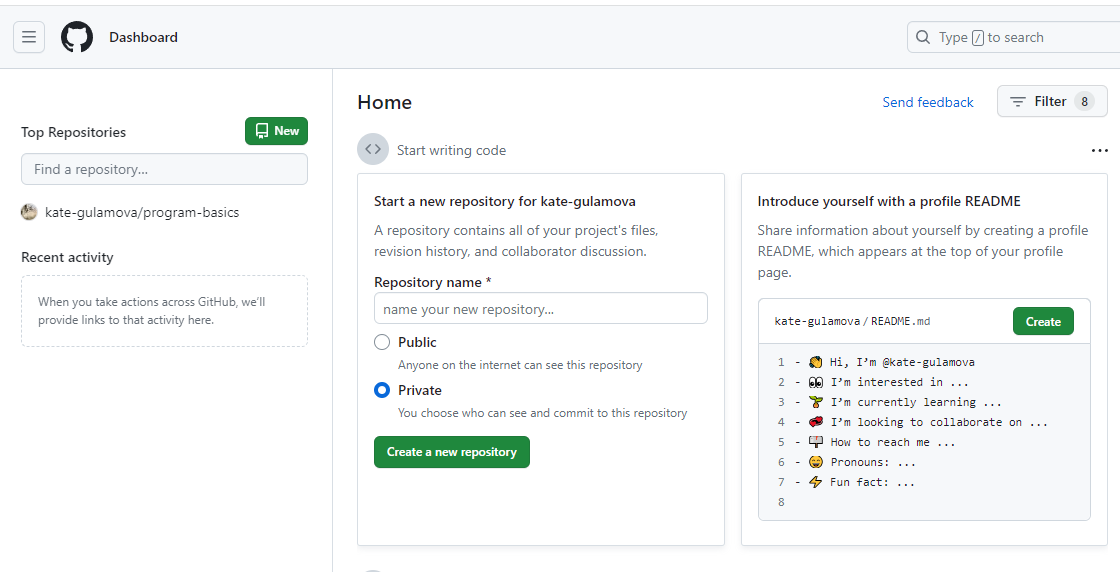 Dashboard
Type / to search
Top Repositories
New
Find a repository...
kate-gulamova/program-basics
Recent activity
When you take actions across GitHub, we'll
provide links to that activity here.
Home
Send feedback
Filter 8
Start writing code
Start a new repository for kate-gulamova
A repository contains all of your project's files,
revision history, and collaborator discussion.
Repository name *
name your new repository...
Public
Anyone on the internet can see this repository
Private
You choose who can see and commit to this repository
Create a new repository
Introduce yourself with a profile README
Share information about yourself by creating a profile
README, which appears at the top of your profile
page.
kate-gulamova / README.md
Create
1 - 👋 Hi, I'm @kate-gulamova
2 - 👀 I'm interested in ...
3 - 🌱 I'm currently learning ...
4 - 💞️ I'm looking to collaborate on ...
5 - 📫 How to reach me ...
6 - 😄 Pronouns: ...
7 - ⚡ Fun fact: ...
8